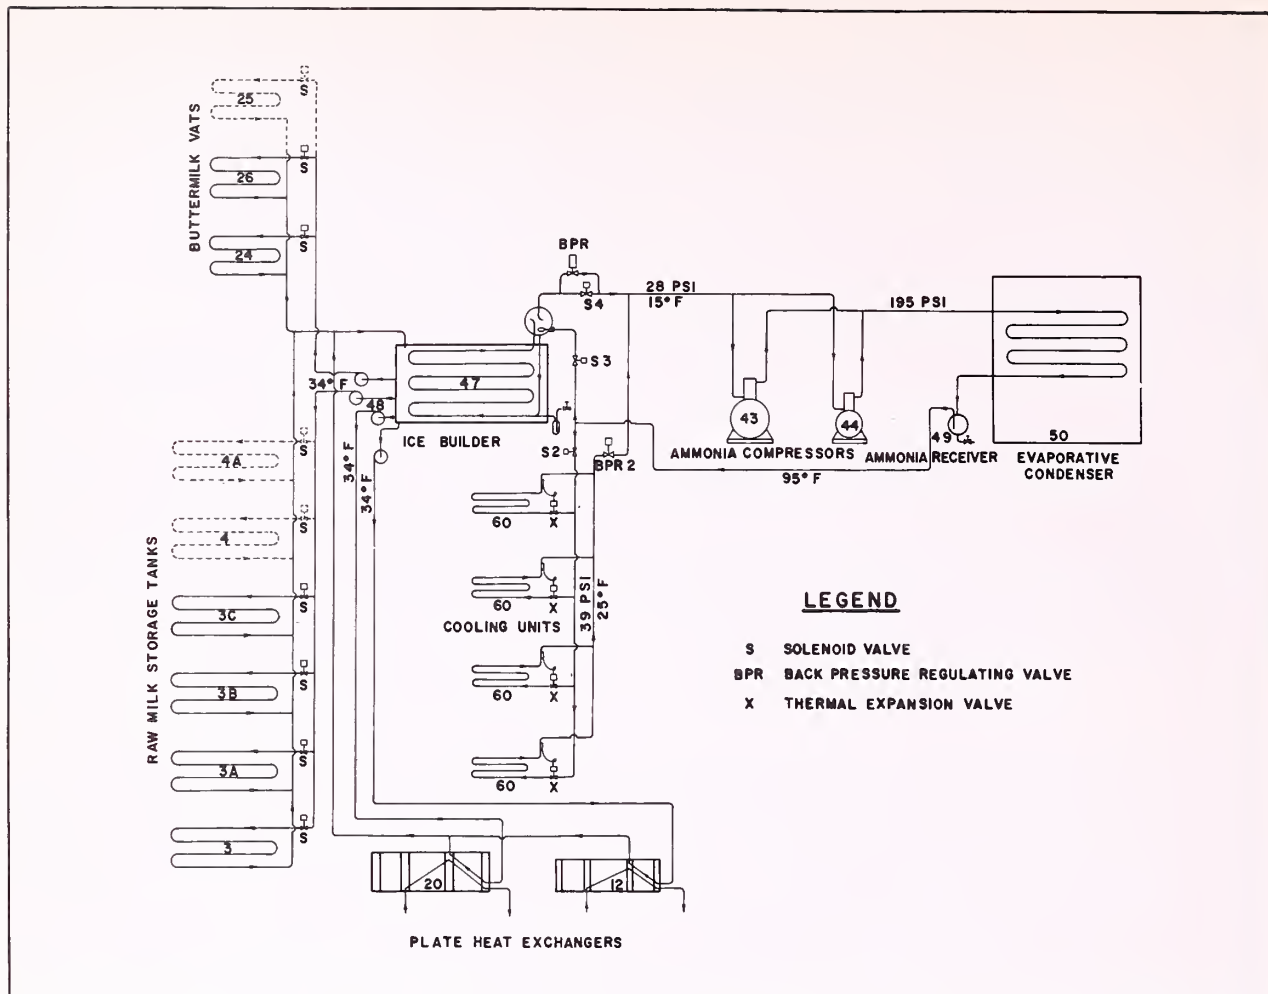 BUTTERMILK VATS
25
S
26
S
24
S
BPR
S4
28 PSI
15°F
195 PSI
S3
34°F
48
47
ICE BUILDER
43
44
AMMONIA COMPRESSORS
49
AMMONIA RECEIVER
50
EVAPORATIVE
CONDENSER
95°F
S2
BPR 2
34°F
34°F
RAW MILK STORAGE TANKS
4A
S
4
S
3C
S
3B
S
3A
S
3
S
60
X
60
X
COOLING UNITS
39 PSI
25°F
60
X
60
X
LEGEND
S SOLENOID VALVE
BPR BACK PRESSURE REGULATING VALVE
X THERMAL EXPANSION VALVE
20
12
PLATE HEAT EXCHANGERS